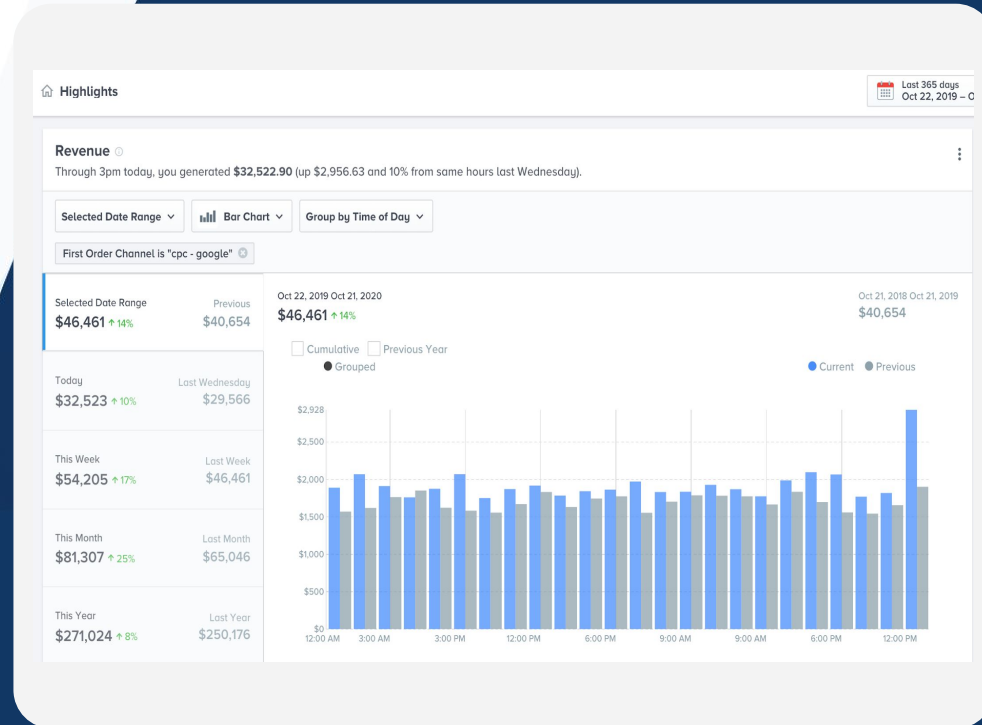 Highlights
Last 365 days
Oct 22, 2019 – O
Revenue
Through 3pm today, you generated $32,522.90 (up $2,956.63 and 10% from same hours last Wednesday).
Selected Date Range
Bar Chart
Group by Time of Day
First Order Channel is "cpc - google"
Selected Date Range
Previous
$46,461 ↑ 14%
$40,654
Today
Last Wednesday
$32,523 ↑ 10%
$29,566
This Week
Last Week
$54,205 ↑ 17%
$46,461
This Month
Last Month
$81,307 ↑ 25%
$65,046
This Year
Last Year
$271,024 ↑ 8%
$250,176
Oct 22, 2019 Oct 21, 2020
$46,461 ↑ 14%
Oct 21, 2018 Oct 21, 2019
$40,654
Cumulative
Previous Year
Grouped
Current
Previous
$2,928
$2,500
$2,000
$1,500
$1,000
$500
$0
12:00 AM 3:00 AM 3:00 PM 12:00 PM 6:00 PM 9:00 AM 9:00 AM 6:00 PM 12:00 PM